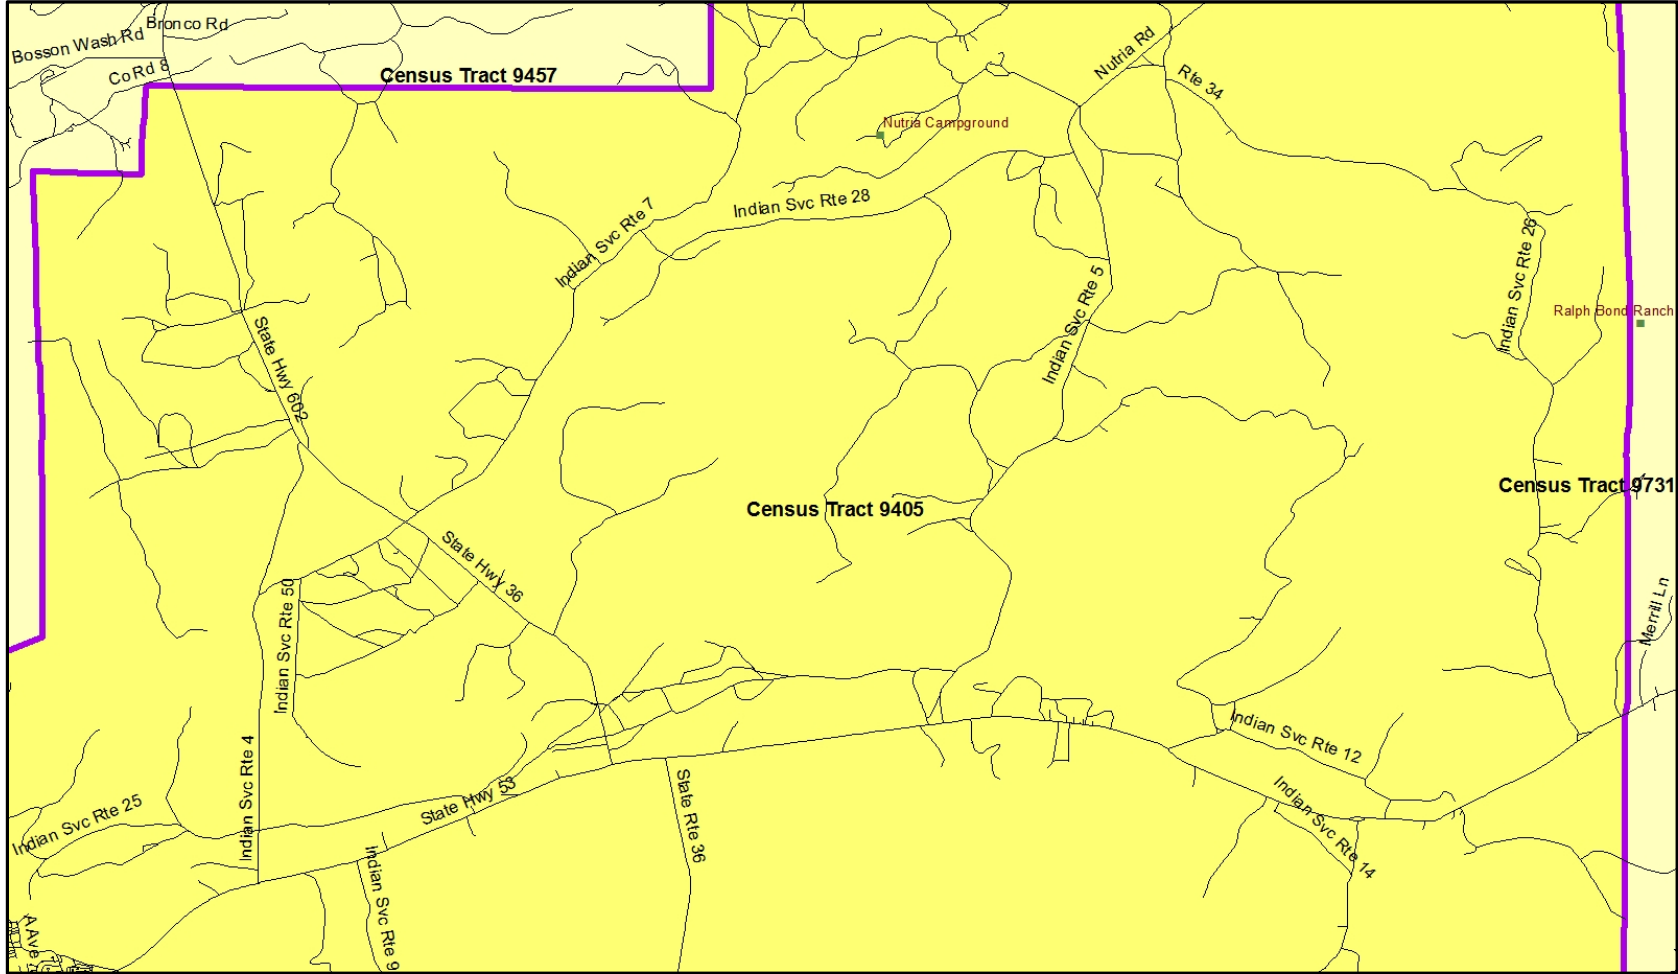 Bronco Rd
Bosson Wash Rd
Co Rd 8
Census Tract 9457
Nutria Rd
Rte 34
Nutria Campground
Indian Svc Rte 28
Indian Svc Rte 7
Indian Svc Rte 26
Indian Svc Rte 5
Ralph Bond Ranch
State Hwy 602
Census Tract 9731
Census Tract 9405
State Hwy 36
Indian Svc Rte 50
Merrill Ln
Indian Svc Rte 12
Indian Svc Rte 4
State Hwy 53
State Rte 36
Indian Svc Rte 14
Indian Svc Rte 25
Indian Svc Rte 9
A Ave